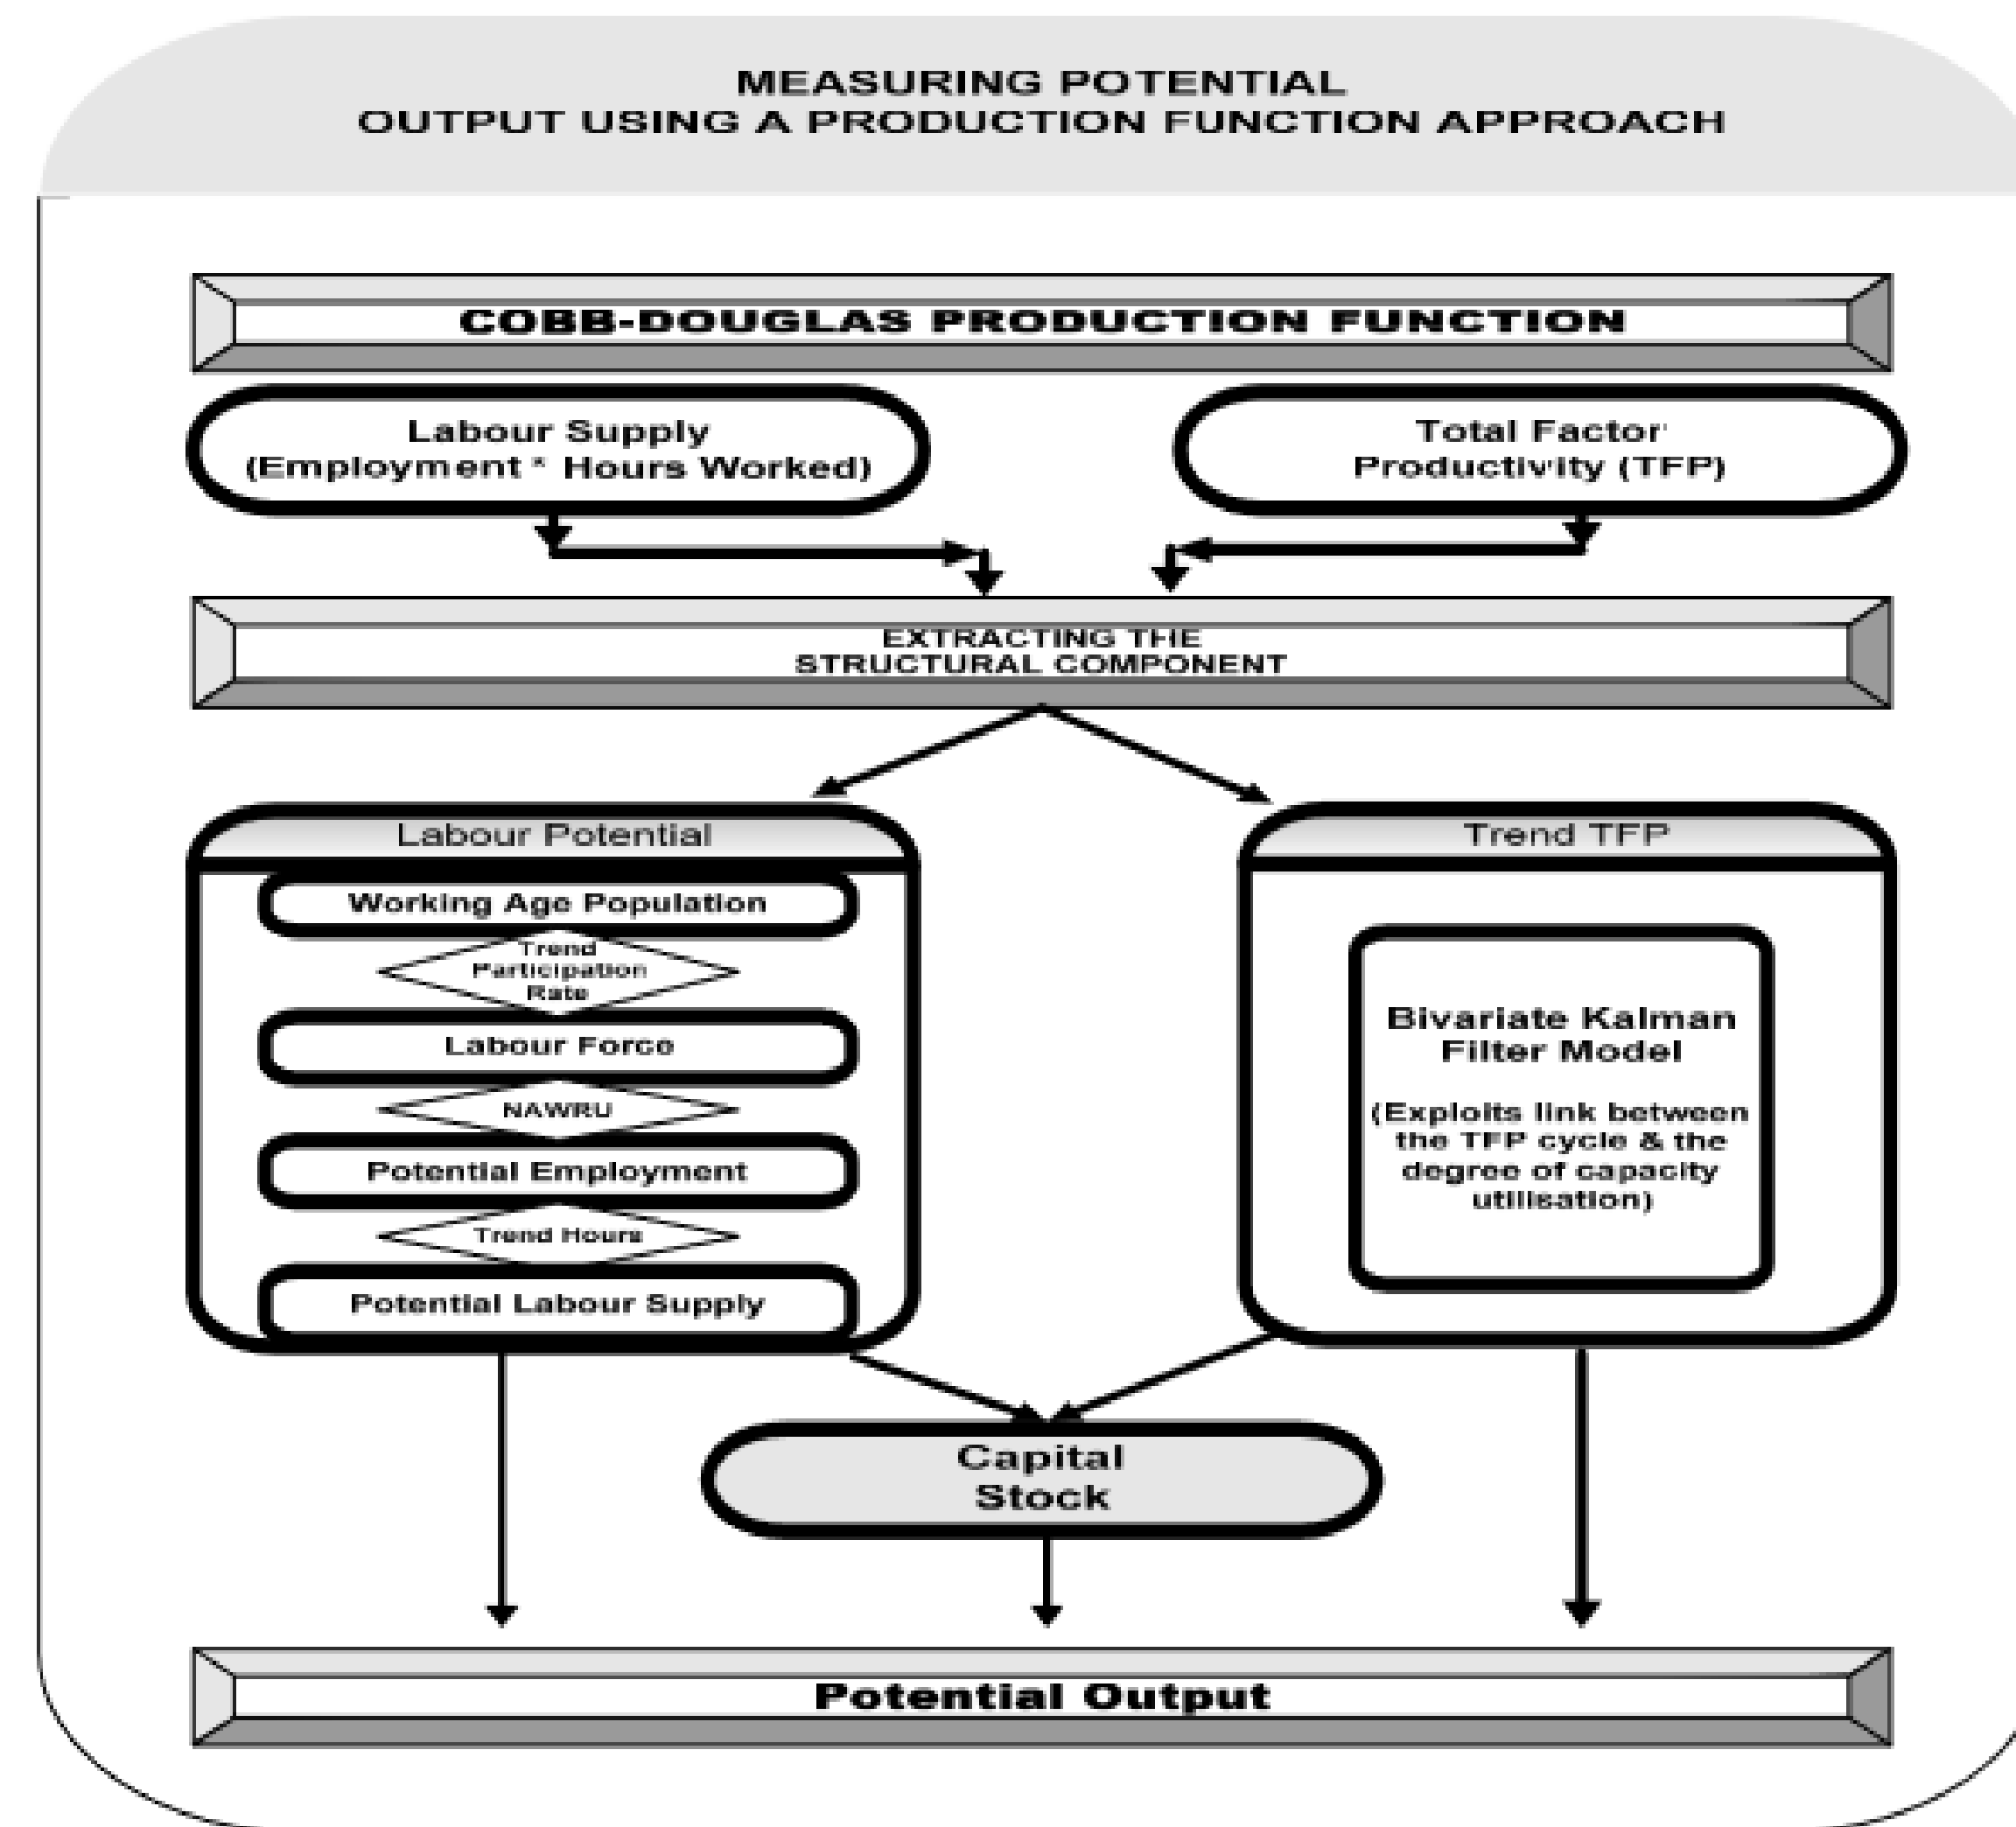 MEASURING POTENTIAL
OUTPUT USING A PRODUCTION FUNCTION APPROACH
COBB-DOUGLAS PRODUCTION FUNCTION
Labour Supply
(Employment * Hours Worked)
Total Factor
Productivity (TFP)
EXTRACTING THE
STRUCTURAL COMPONENT
Labour Potential
Working Age Population
Trend
Participation
Rate
Labour Force
NAWRU
Potential Employment
Trend Hours
Potential Labour Supply
Trend TFP
Bivariate Kalman
Filter Model
(Exploits link between
the TFP cycle & the
degree of capacity
utilisation)
Capital
Stock
Potential Output